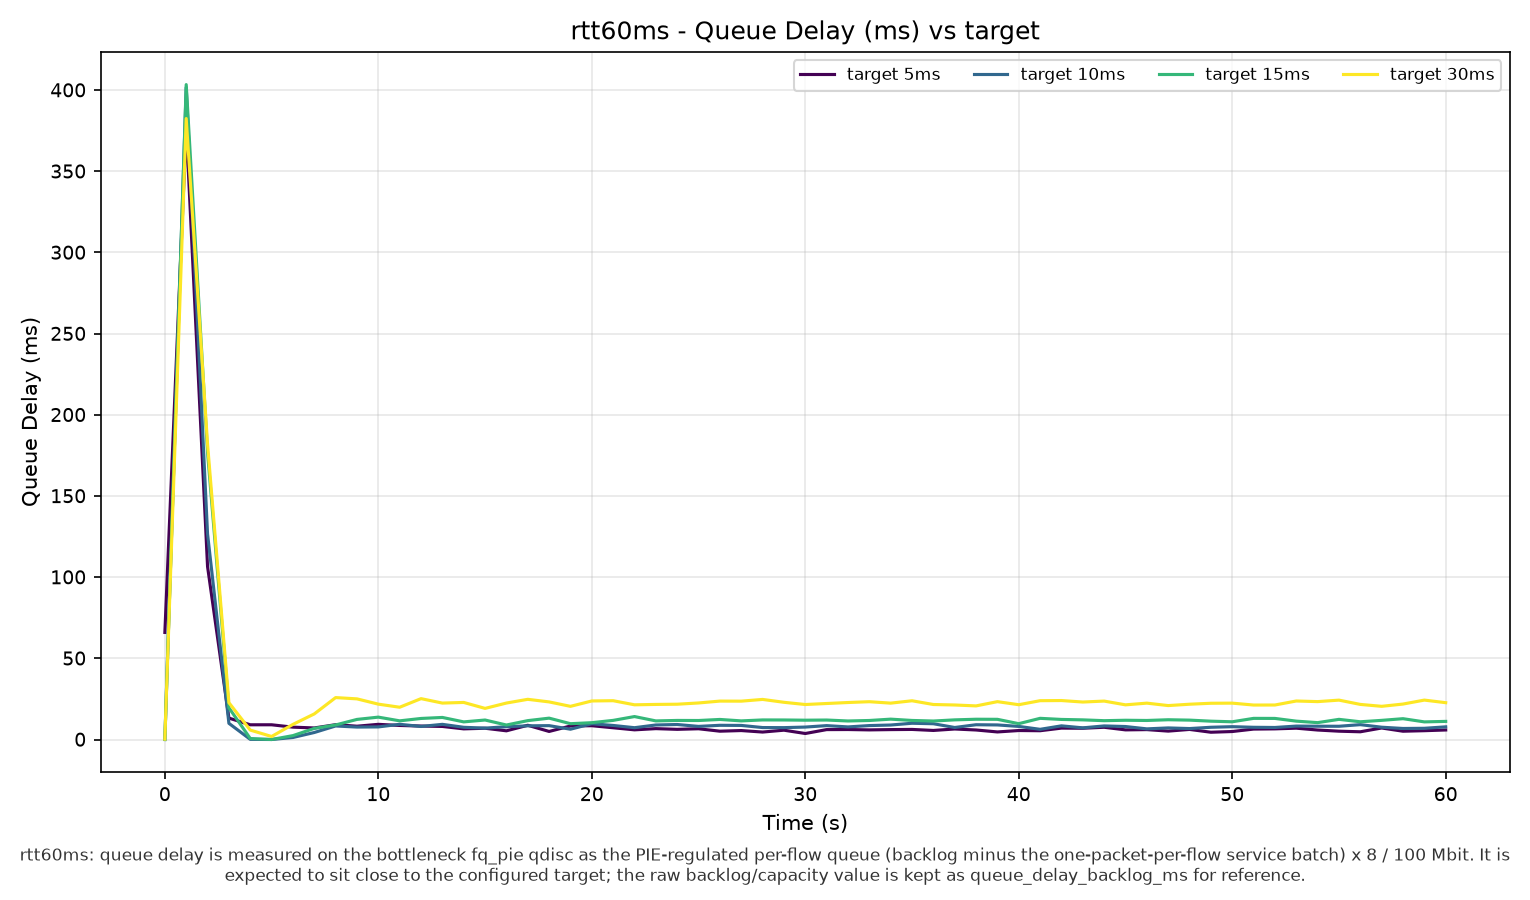 rtt60ms - Queue Delay (ms) vs target
target 5ms
target 10ms
target 15ms
target 30ms
Queue Delay (ms)
400
350
300
250
200
150
100
50
0
0
10
20
30
40
50
60
Time (s)
rtt60ms: queue delay is measured on the bottleneck fq_pie qdisc as the PIE-regulated per-flow queue (backlog minus the one-packet-per-flow service batch) x 8 / 100 Mbit. It is
expected to sit close to the configured target; the raw backlog/capacity value is kept as queue_delay_backlog_ms for reference.